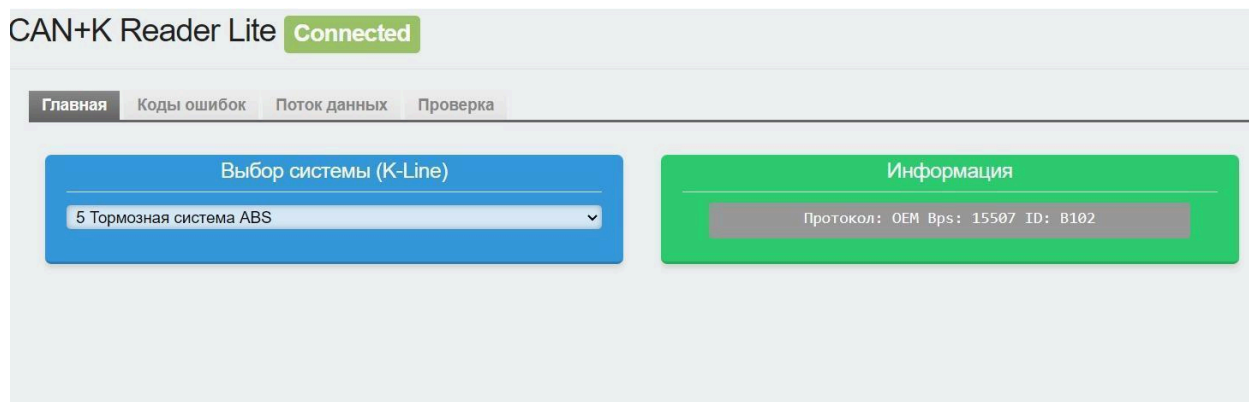 CAN+K Reader Lite Connected
Главная Коды ошибок Поток данных Проверка
Выбор системы (K-Line)
5 Тормозная система ABS
Информация
Протокол: OEM Bps: 15507 ID: B102